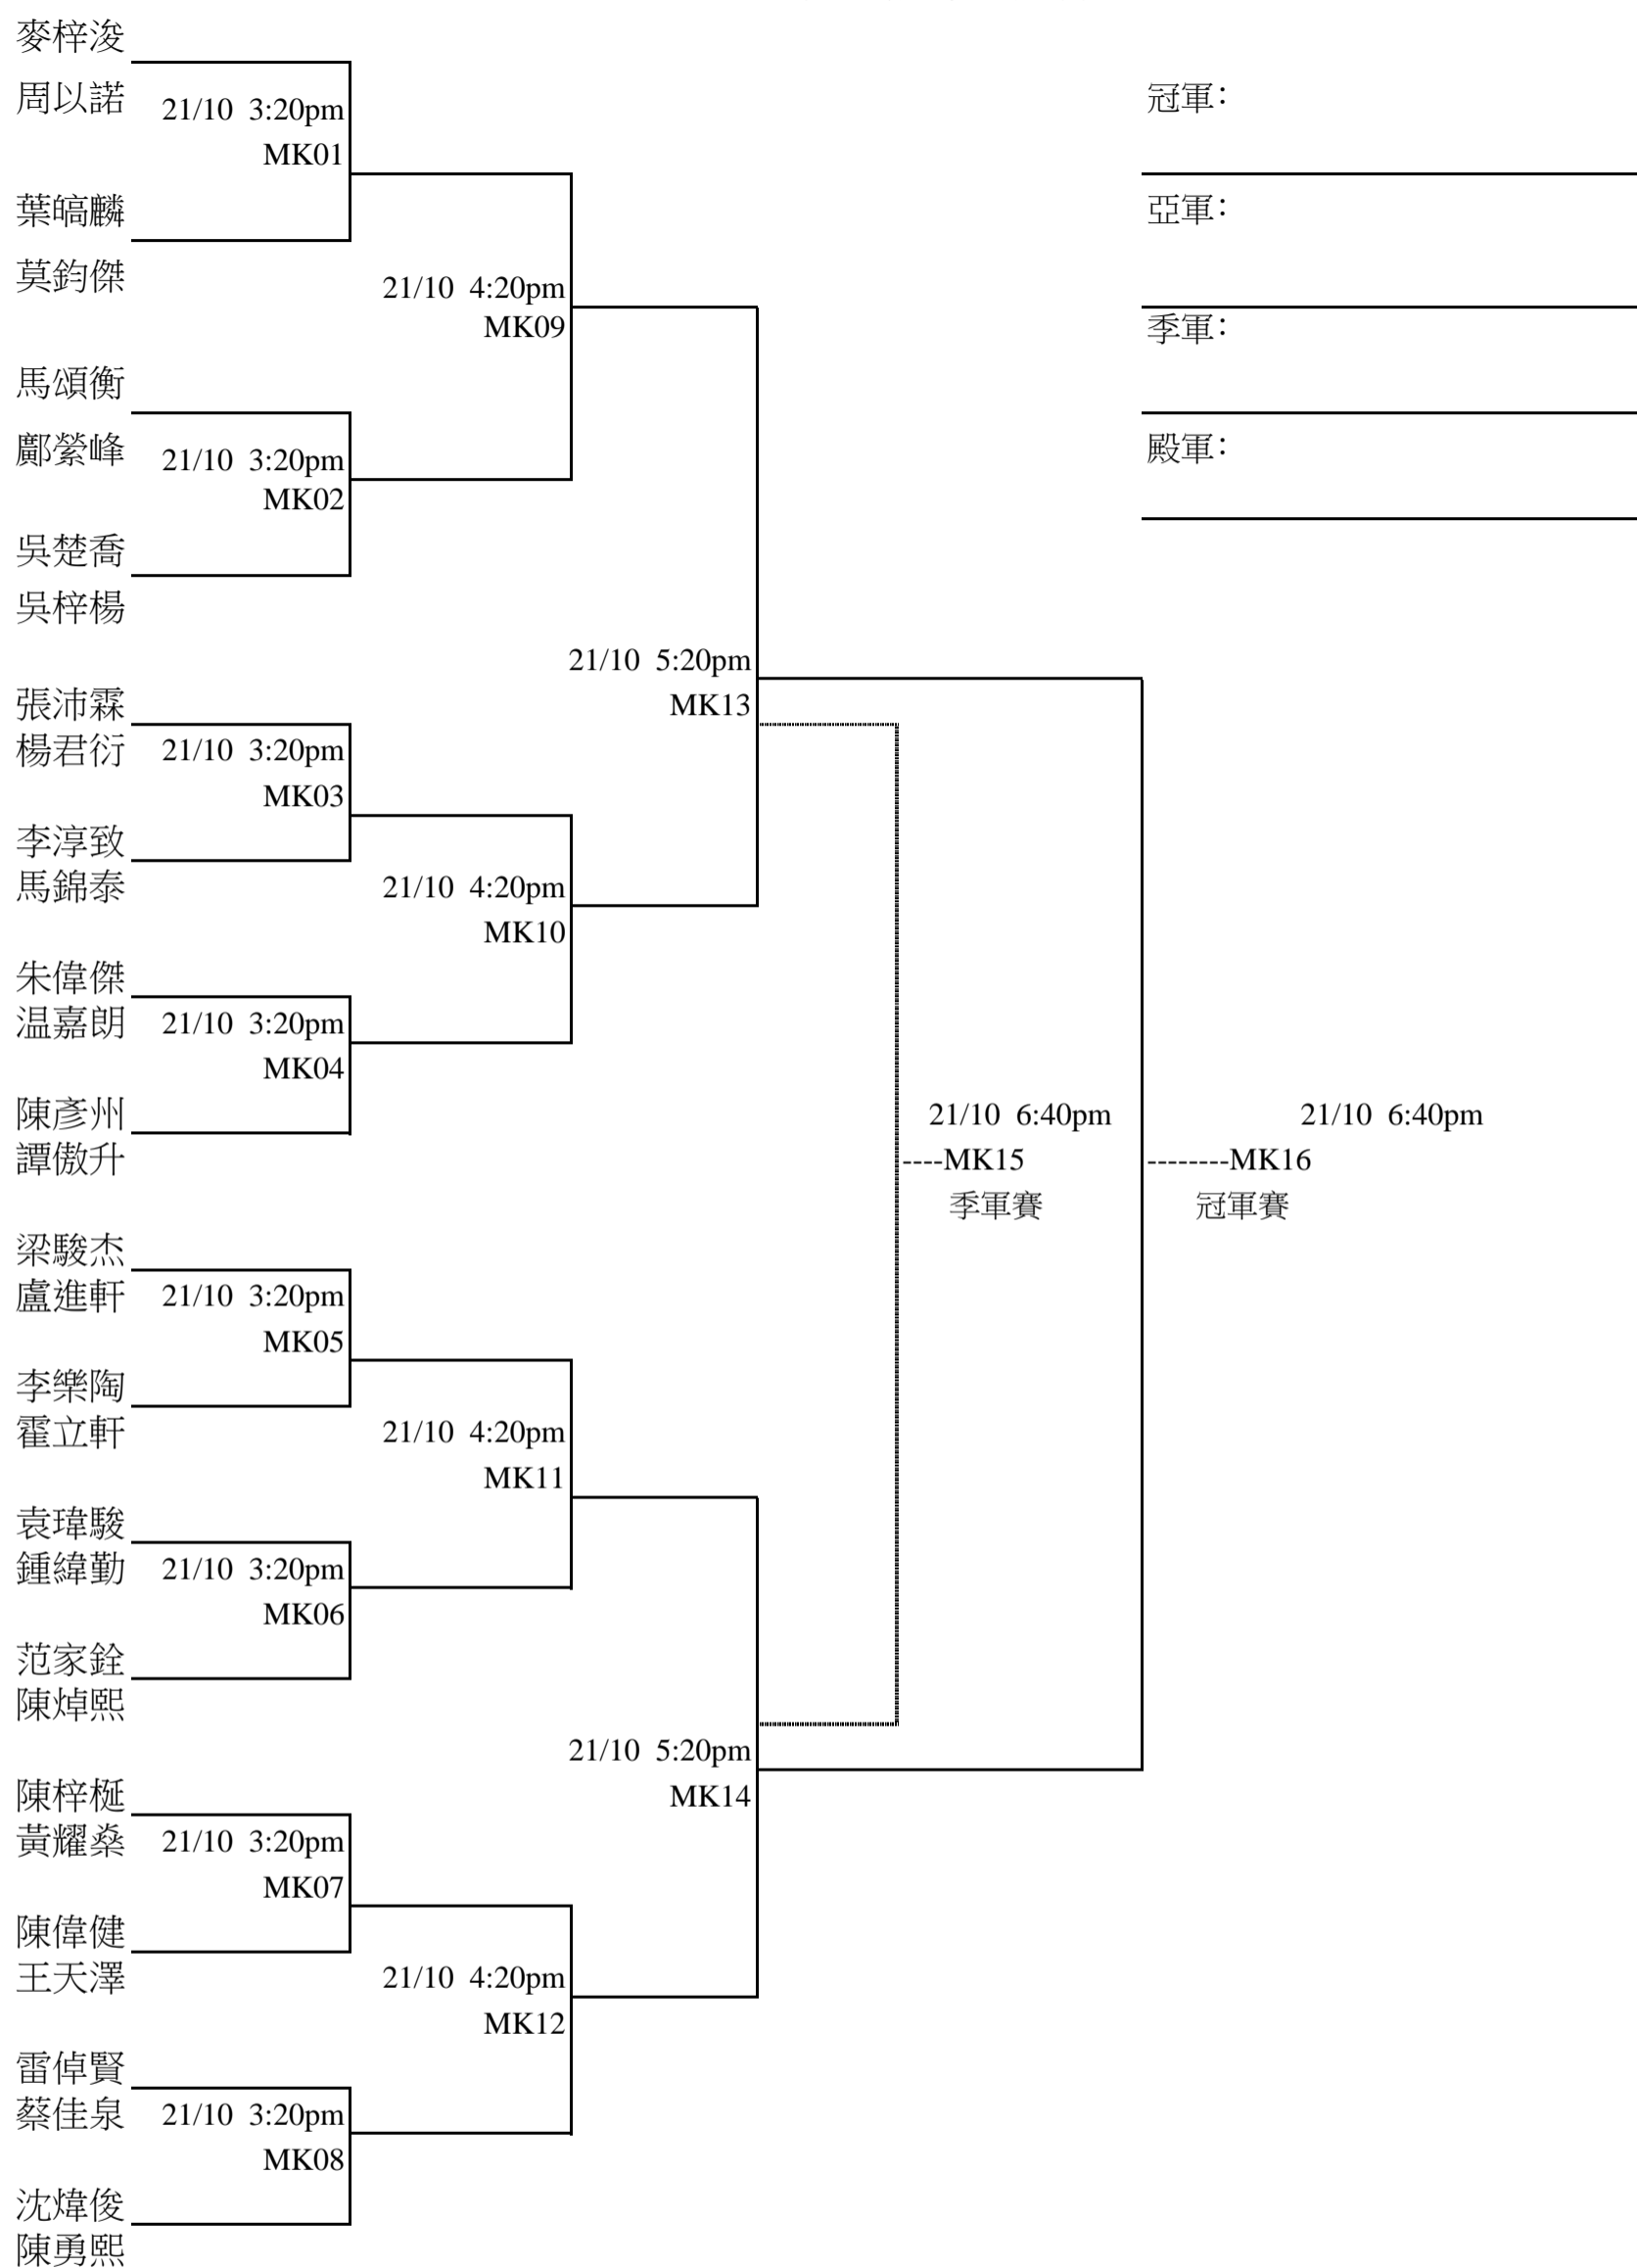 麥梓浚
周以諾 21/10 3:20pm
MK01
葉皜麟
莫鈞傑
21/10 4:20pm
MK09
馬頌衡
鄺縈峰 21/10 3:20pm
MK02
吳楚喬
吳梓楊
冠軍：
亞軍：
季軍：
殿軍：
21/10 5:20pm
MK13
張沛霖
楊君衍 21/10 3:20pm
MK03
李淳致
馬錦泰
21/10 4:20pm
MK10
朱偉傑
温嘉朗 21/10 3:20pm
MK04
陳彥州
譚傲升
21/10 6:40pm
----MK15
季軍賽
21/10 6:40pm
--------MK16
冠軍賽
梁駿杰
盧進軒 21/10 3:20pm
MK05
李樂陶
霍立軒
21/10 4:20pm
MK11
袁瑋駿
鍾緯勤 21/10 3:20pm
MK06
范家銓
陳焯熙
21/10 5:20pm
MK14
陳梓梴
黃耀燊 21/10 3:20pm
MK07
陳偉健
王天澤
21/10 4:20pm
MK12
雷倬賢
蔡佳泉 21/10 3:20pm
MK08
沈煒俊
陳勇熙